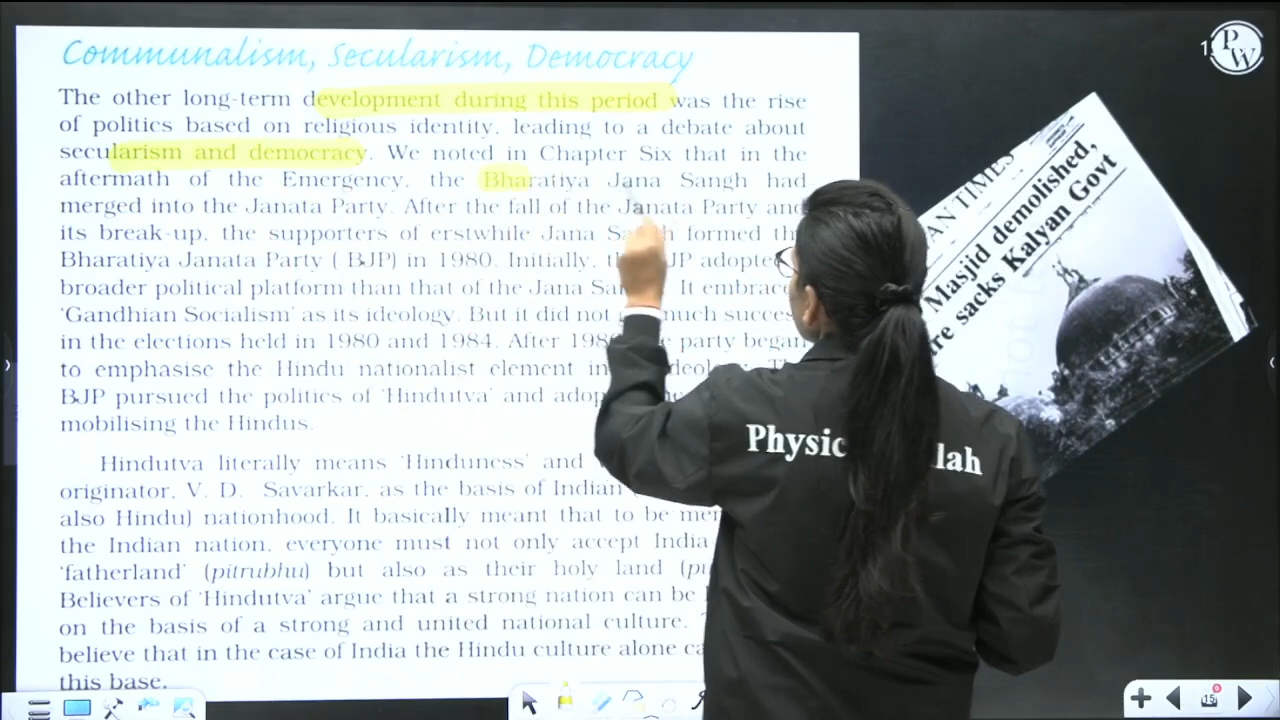 Communalism, Secularism, Democracy
The other long-term development during this period was the rise
of politics based on religious identity, leading to a debate about
secularism and democracy. We noted in Chapter Six that in the
aftermath of the Emergency, the Bharatiya Jana Sangh had
merged into the Janata Party. After the fall of the Janata Party and
its break-up, the supporters of erstwhile Jana formed
Bharatiya Janata Party ( BJP) in 1980. Initially,
broader political platform than that of the Jana It
'Gandhian Socialism' as its ideology. But it did not much
in the elections held in 1980 and 1984. After party began
to emphasise the Hindu nationalist element in
BJP pursued the politics of 'Hindutva' and
mobilising the Hindus.
Hindutva literally means 'Hinduness' and
originator, V. D. Savarkar, as the basis of Indian
also Hindu) nationhood. It basically meant that to be
the Indian nation, everyone must not only accept India
'fatherland' (pitrubhu) but also as their holy land
Believers of 'Hindutva' argue that a strong nation can be
on the basis of a strong and united national culture.
believe that in the case of India the Hindu culture alone
this base.
PW
AN TIMES
Masjid demolished,
re sacks Kalyan Govt
Physic lah
15